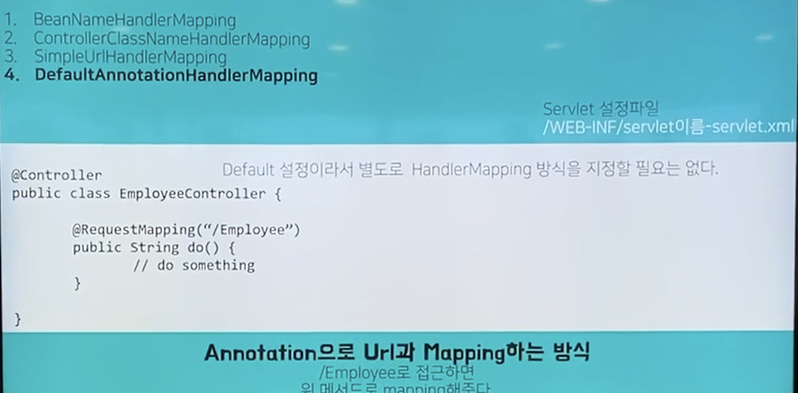 1. BeanNameHandlerMapping
2. ControllerClassNameHandlerMapping
3. SimpleUrlHandlerMapping
4. DefaultAnnotationHandlerMapping
Servlet 설정파일
/WEB-INF/servlet이름-servlet.xml
Default 설정이라서 별도로 HandlerMapping 방식을 지정할 필요는 없다.
@Controller
public class EmployeeController {
@RequestMapping(“/Employee”)
public String do() {
// do something
}
}
Annotation으로 Url과 Mapping하는 방식
/Employee로 접근하면
위 메서드로 mapping해준다